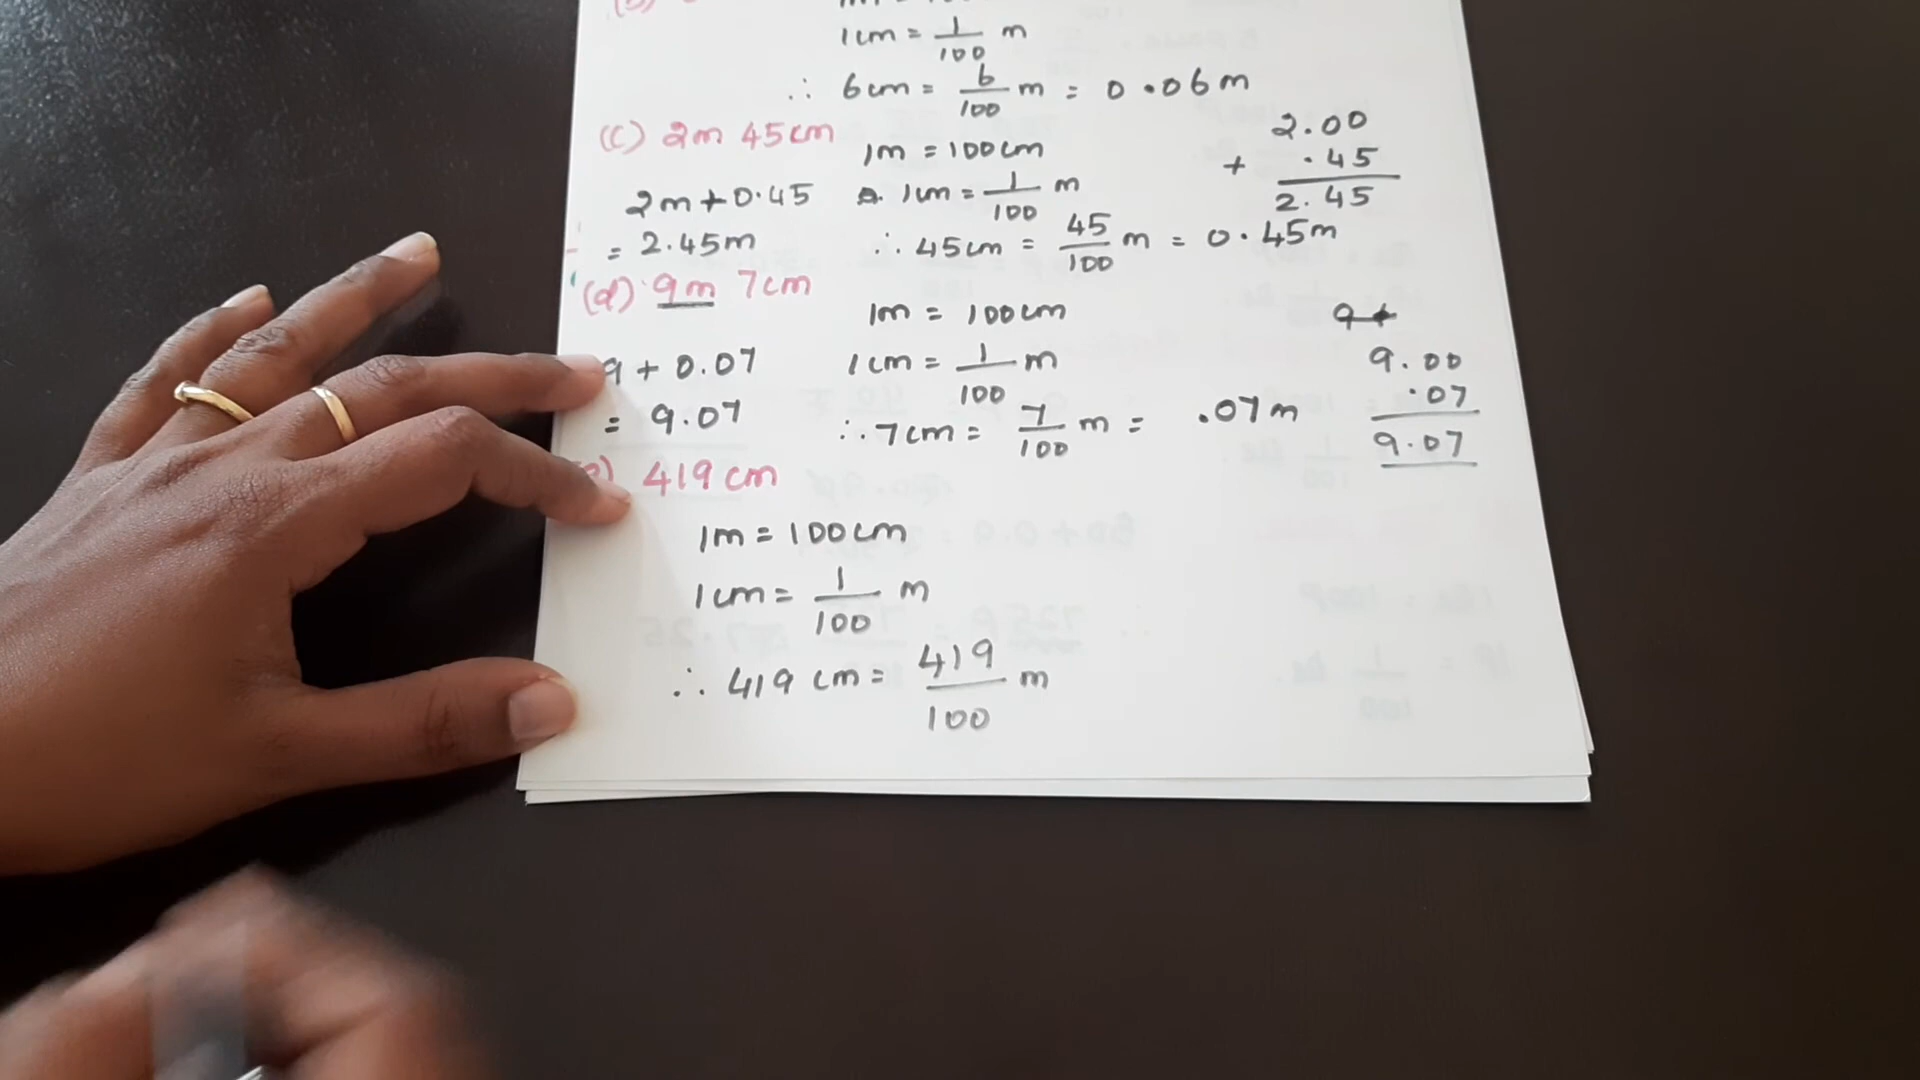 1cm = 1/100 m
∴ 6cm = 6/100 m = 0.06m
(c) 2m 45cm
1m = 100cm
2m + 0.45
1cm = 1/100 m
= 2.45m
∴ 45cm = 45/100 m = 0.45m
2.00
+ .45
2.45
(d) 9m 7cm
1m = 100cm
9 + 0.07
1cm = 1/100 m
= 9.07
∴ 7cm = 7/100 m = .07m
9.00
.07
9.07
419cm
1m = 100cm
1cm = 1/100 m
∴ 419 cm = 419/100 m